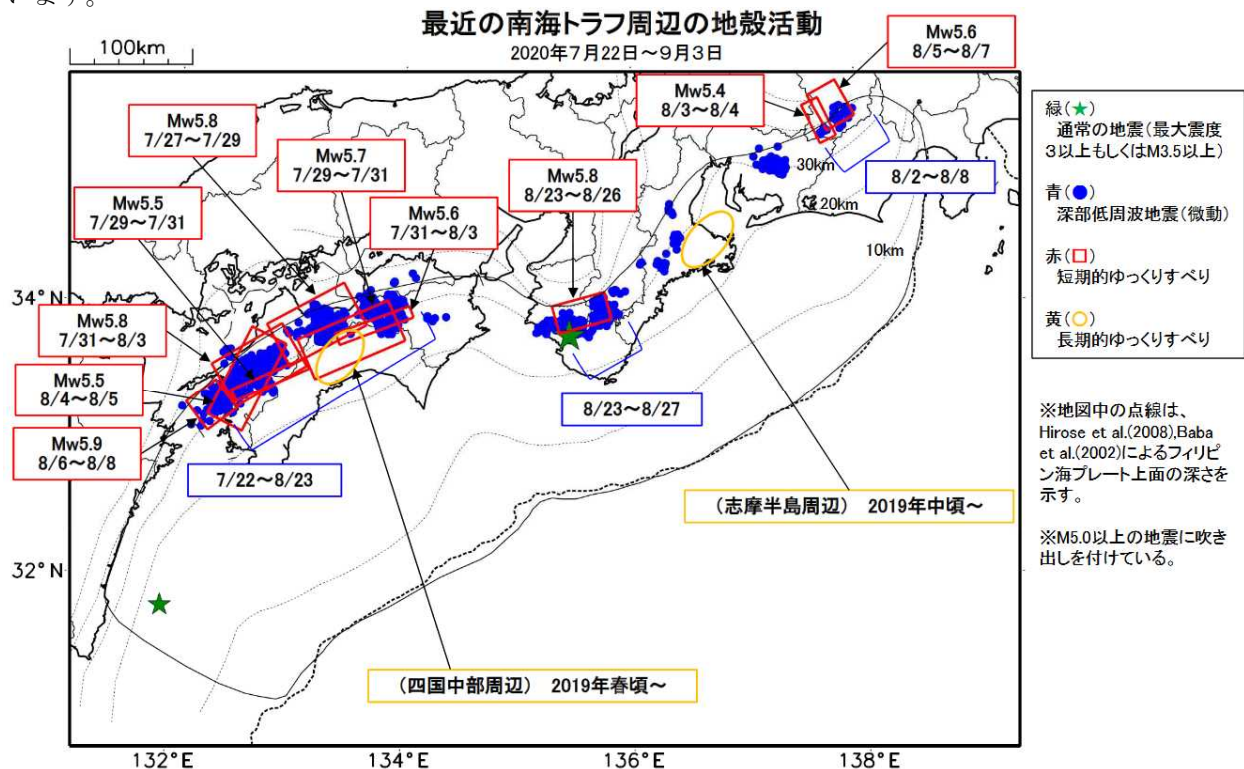 います。
最近の南海トラフ周辺の地殻活動
2020年7月22日~9月3日
100km
Mw5.6
8/5~8/7
Mw5.4
8/3~8/4
Mw5.8
7/27~7/29
Mw5.7
7/29~7/31
Mw5.8
8/23~8/26
Mw5.5
7/29~7/31
Mw5.6
7/31~8/3
8/2~8/8
30km
20km
10km
34°N
Mw5.8
7/31~8/3
Mw5.5
8/4~8/5
Mw5.9
8/6~8/8
7/22~8/23
8/23~8/27
(志摩半島周辺) 2019年中頃~
32°N
(四国中部周辺) 2019年春頃~
132°E
134°E
136°E
138°E
緑(★)
通常の地震(最大震度
3以上もしくはM3.5以上)
青(●)
深部低周波地震(微動)
赤(□)
短期的ゆっくりすべり
黄(○)
長期的ゆっくりすべり
※地図中の点線は、
Hirose et al.(2008),Baba
et al.(2002)によるフィリピ
ン海プレート上面の深さを
示す。
※M5.0以上の地震に吹き
出しを付けている。